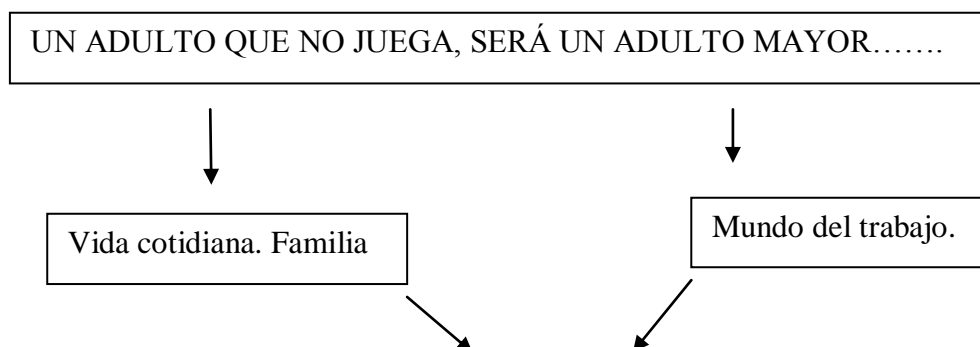 UN ADULTO QUE NO JUEGA, SERÁ UN ADULTO MAYOR…….
Vida cotidiana. Familia
Mundo del trabajo.